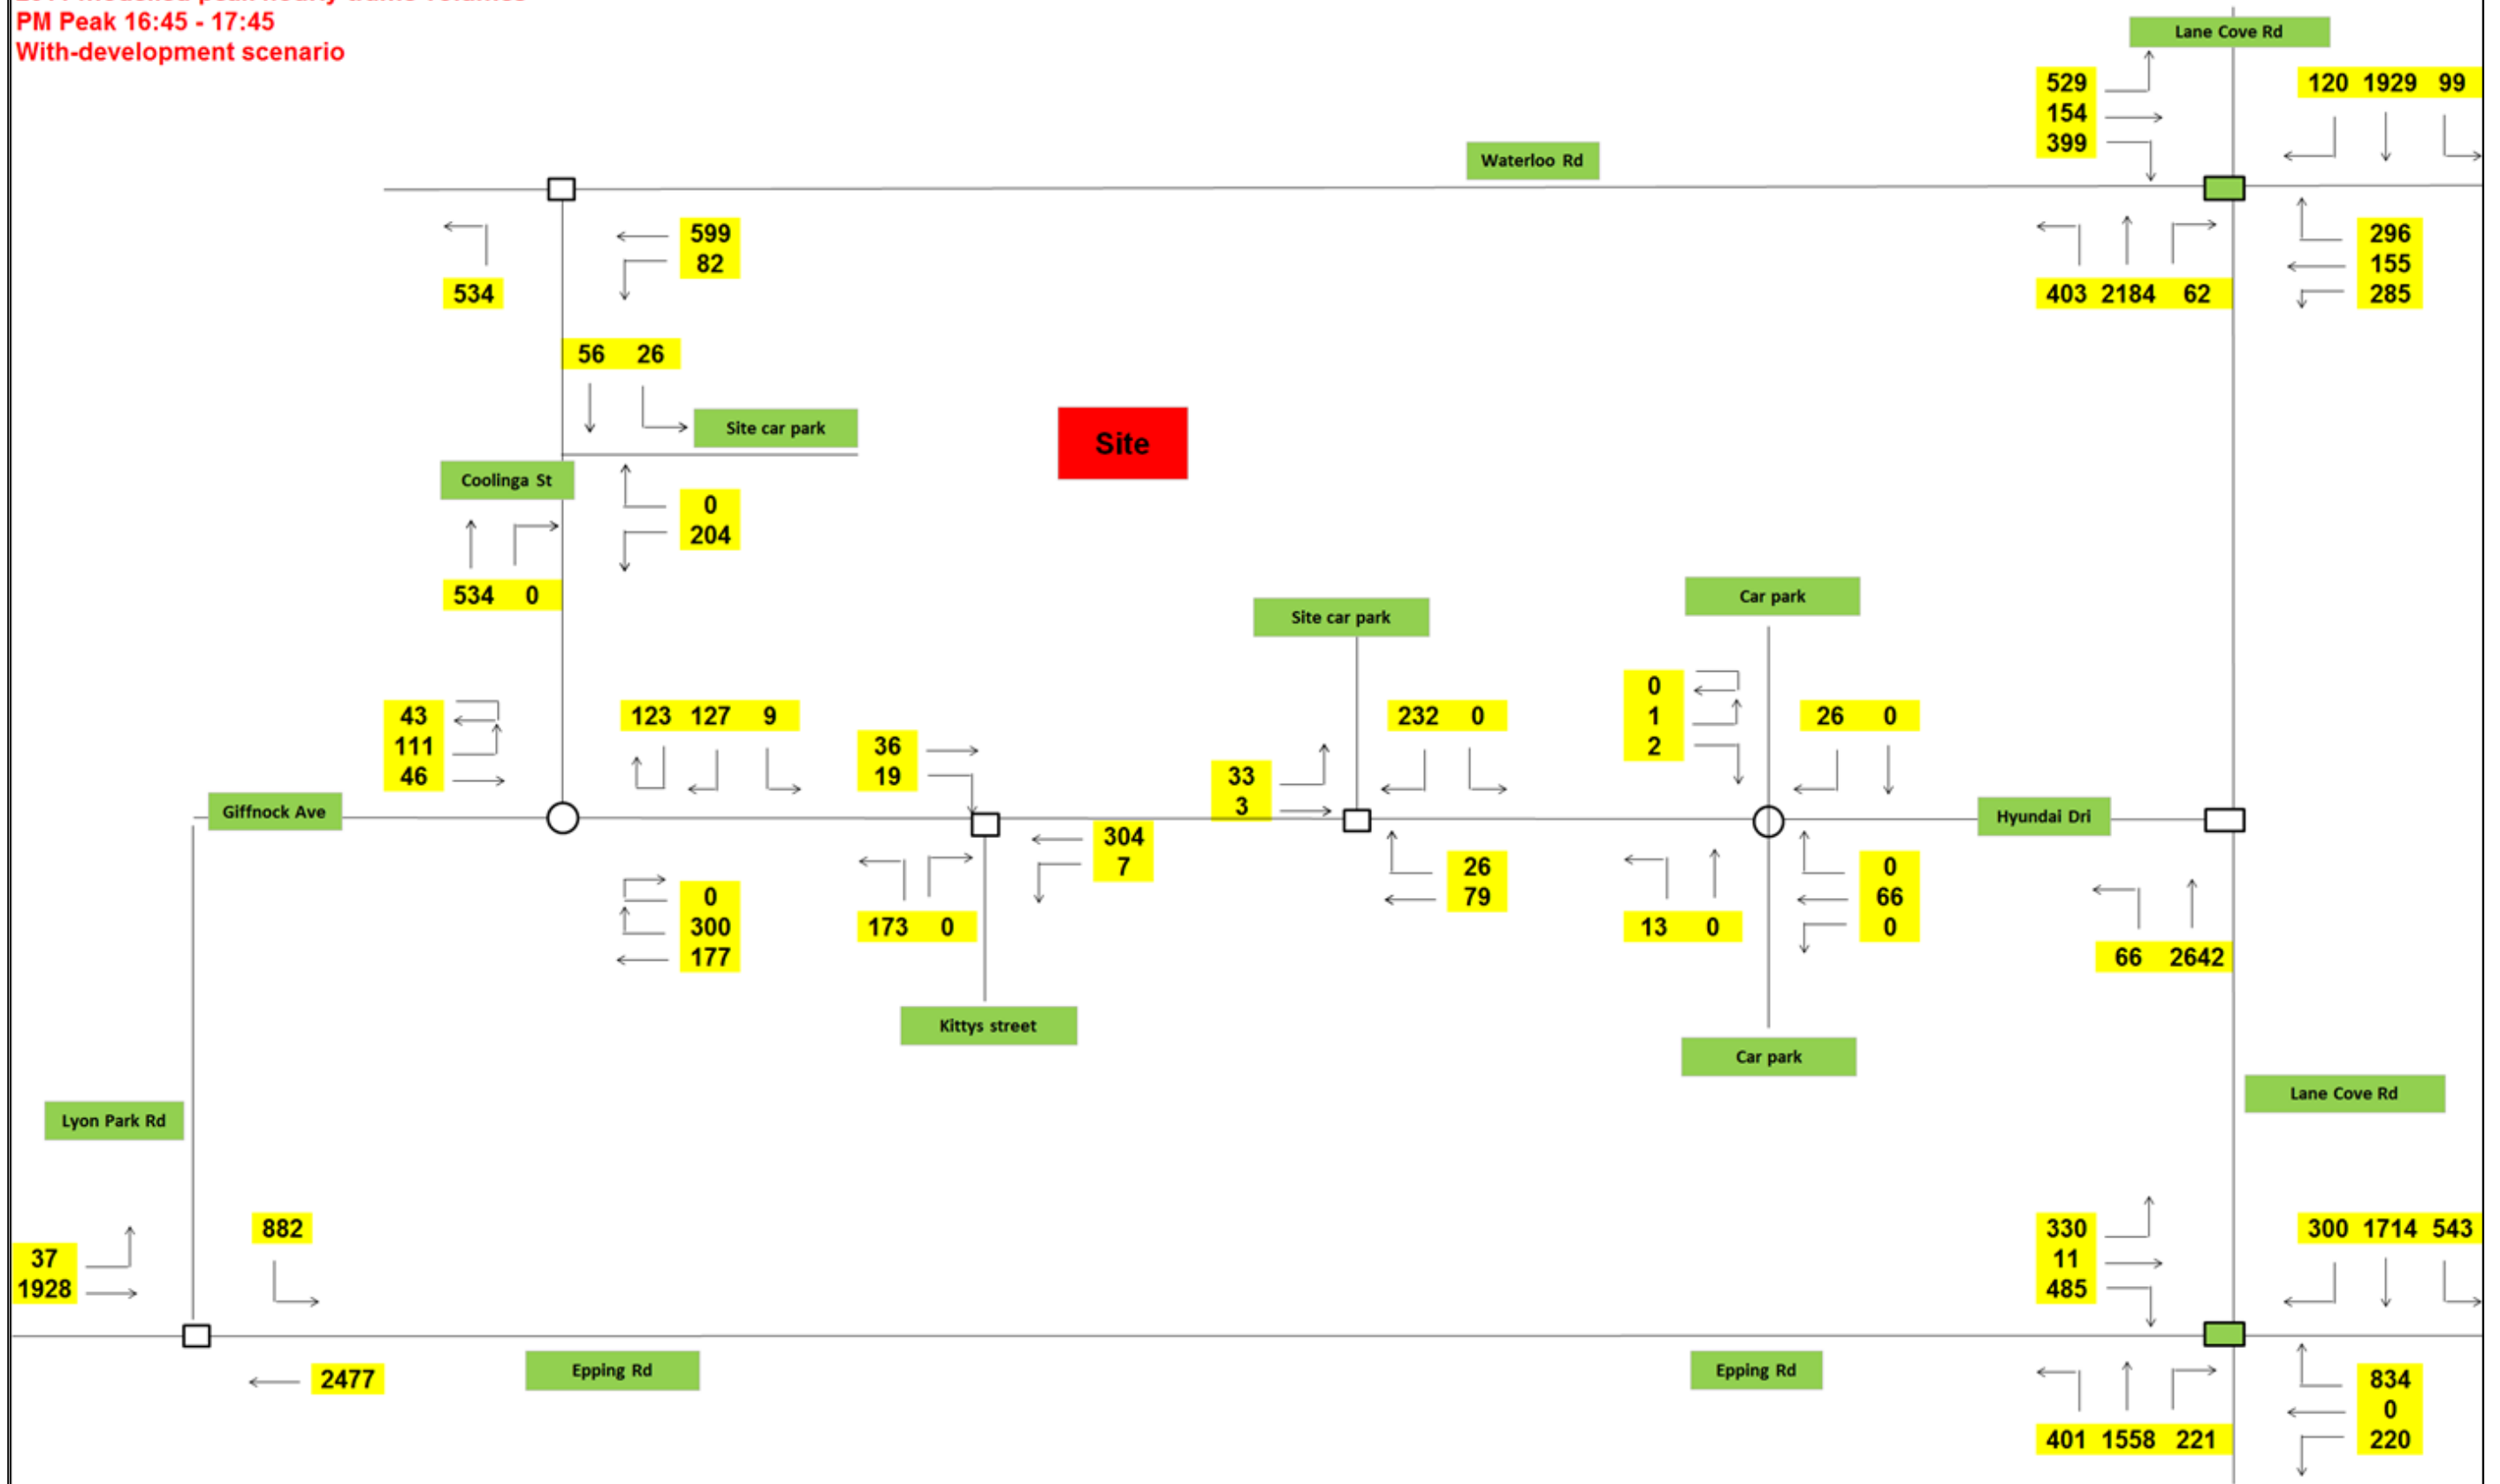 PM Peak 16:45 - 17:45
With-development scenario
Lane Cove Rd
529
154
399
120 1929 99
Waterloo Rd
599
82
534
403 2184 62
296
155
285
56 26
Site car park
Site
Coolinga St
0
204
534 0
Site car park
Car park
43
111
46
123 127 9
36
19
33
3
232 0
0
1
2
26 0
Giffnock Ave
Hyundai Dri
0
300
177
173 0
304
7
26
79
13 0
0
66
0
66 2642
Kittys street
Car park
Lyon Park Rd
Lane Cove Rd
37
1928
882
330
11
485
300 1714 543
2477
Epping Rd
Epping Rd
401 1558 221
834
0
220